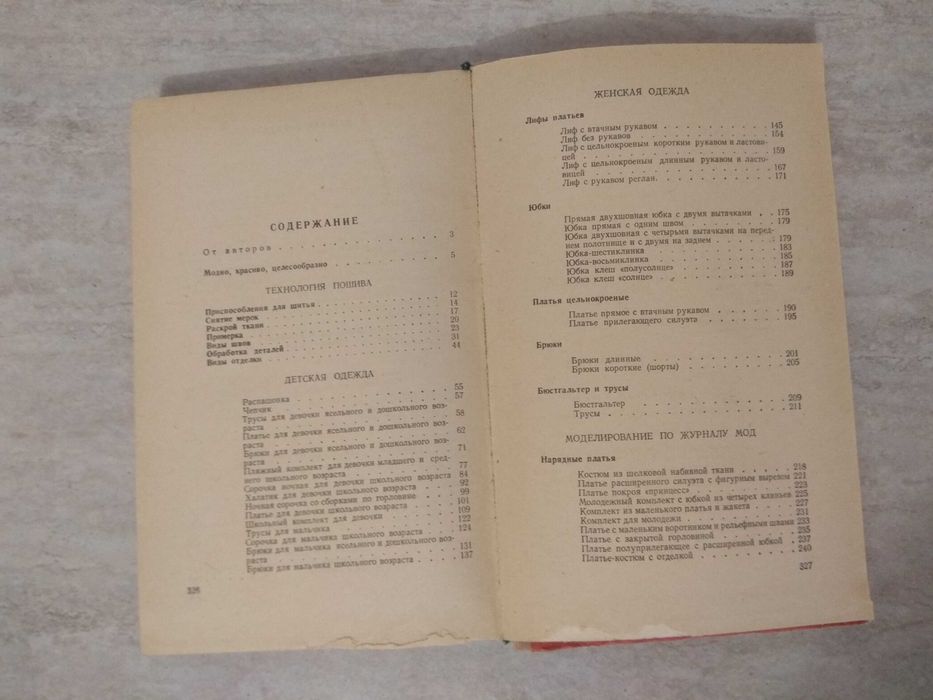 СОДЕРЖАНИЕ
От авторов . . . . . . . . . . . . . . 3
Модно, красиво, целесообразно . . . . . . . . . . 5
ТЕХНОЛОГИЯ ПОШИВА
Приспособления для шитья . . . . . . . . . . 12
Снятие мерок . . . . . . . . . . 14
Раскрой ткани . . . . . . . . . . 17
Примерка . . . . . . . . . . 20
Виды швов . . . . . . . . . . 23
Обработка деталей . . . . . . . . . . 31
Виды отделки . . . . . . . . . . 44
ДЕТСКАЯ ОДЕЖДА
Распашонка . . . . . . . . . . 55
Чепчик . . . . . . . . . . 57
Трусы для девочки ясельного и дошкольного воз-
раста . . . . . . . . . . 58
Платье для девочки ясельного и дошкольного воз-
раста . . . . . . . . . . 62
Брюки для девочки ясельного и дошкольного воз-
раста . . . . . . . . . . 71
Пляжный комплект для девочки младшего и сред-
него школьного возраста . . . . . 77
Сорочка ночная для девочки школьного возраста 84
Халатик для девочки школьного возраста . . . 92
Ночная сорочка со сборками по горловине . . . 99
Платье для девочки школьного возраста . . . 101
Школьный комплект для девочки . . . . . 109
Трусы для мальчика . . . . . . . . 122
Сорочка для мальчика школьного возраста . . . 124
Брюки для мальчика ясельного и дошкольного воз-
раста . . . . . . . . . . 131
Брюки для мальчика школьного возраста . . . . 137
326
ЖЕНСКАЯ ОДЕЖДА
Лифы платьев
Лиф с втачным рукавом . . . . . . . . 145
Лиф без рукавов . . . . . . . . . . 154
Лиф с цельнокроеным коротким рукавом и ластови-
цей . . . . . . . . . . 159
Лиф с цельнокроеным длинным рукавом и ласто-
вицей . . . . . . . . . . 167
Лиф с рукавом реглан. . . . . . . . . 171
Юбки
Прямая двухшовная юбка с двумя вытачками . . 175
Юбка прямая с одним швом . . . . . . . 179
Юбка двухшовная с четырьмя вытачками на перед-
нем полотнище и с двумя на заднем . . . . 179
Юбка-шестиклинка . . . . . . . . . 183
Юбка-восьмиклинка . . . . . . . . . 185
Юбка клеш «полусолнце» . . . . . . . 187
Юбка клеш «солнце» . . . . . . . . . 189
Платья цельнокроеные
Платье прямое с втачным рукавом . . . . . 190
Платье прилегающего силуэта . . . . . . 195
Брюки
Брюки длинные . . . . . . . . . . 201
Брюки короткие (шорты) . . . . . . . 205
Бюстгальтер и трусы
Бюстгальтер . . . . . . . . . . 209
Трусы . . . . . . . . . . 211
МОДЕЛИРОВАНИЕ ПО ЖУРНАЛУ МОД
Нарядные платья
Костюм из шелковой набивной ткани . . . . 218
Платье расширенного силуэта с фигурным вырезом 221
Платье покроя «принцесс» . . . . . . . 223
Молодежный комплект с юбкой из четырех клиньев 225
Комплект из маленького платья и жакета . . . 227
Комплект для молодежи . . . . . . . . 231
Платье с маленьким воротником и рельефными швами 233
Платье с закрытой горловиной . . . . . . 235
Платье полуприлегающее с расширенной юбкой . 237
Платье-костюм с отделкой . . . . . . . 240
327